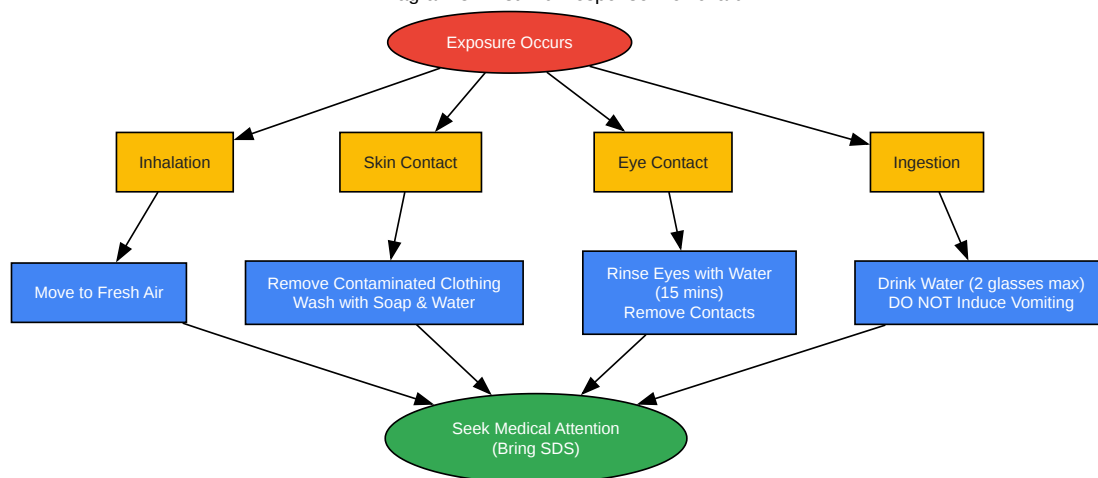 Exposure Occurs
Inhalation
Skin Contact
Eye Contact
Ingestion
Move to Fresh Air
Remove Contaminated Clothing
Wash with Soap & Water
Rinse Eyes with Water
(15 mins)
Remove Contacts
Drink Water (2 glasses max)
DO NOT Induce Vomiting
Seek Medical Attention
(Bring SDS)